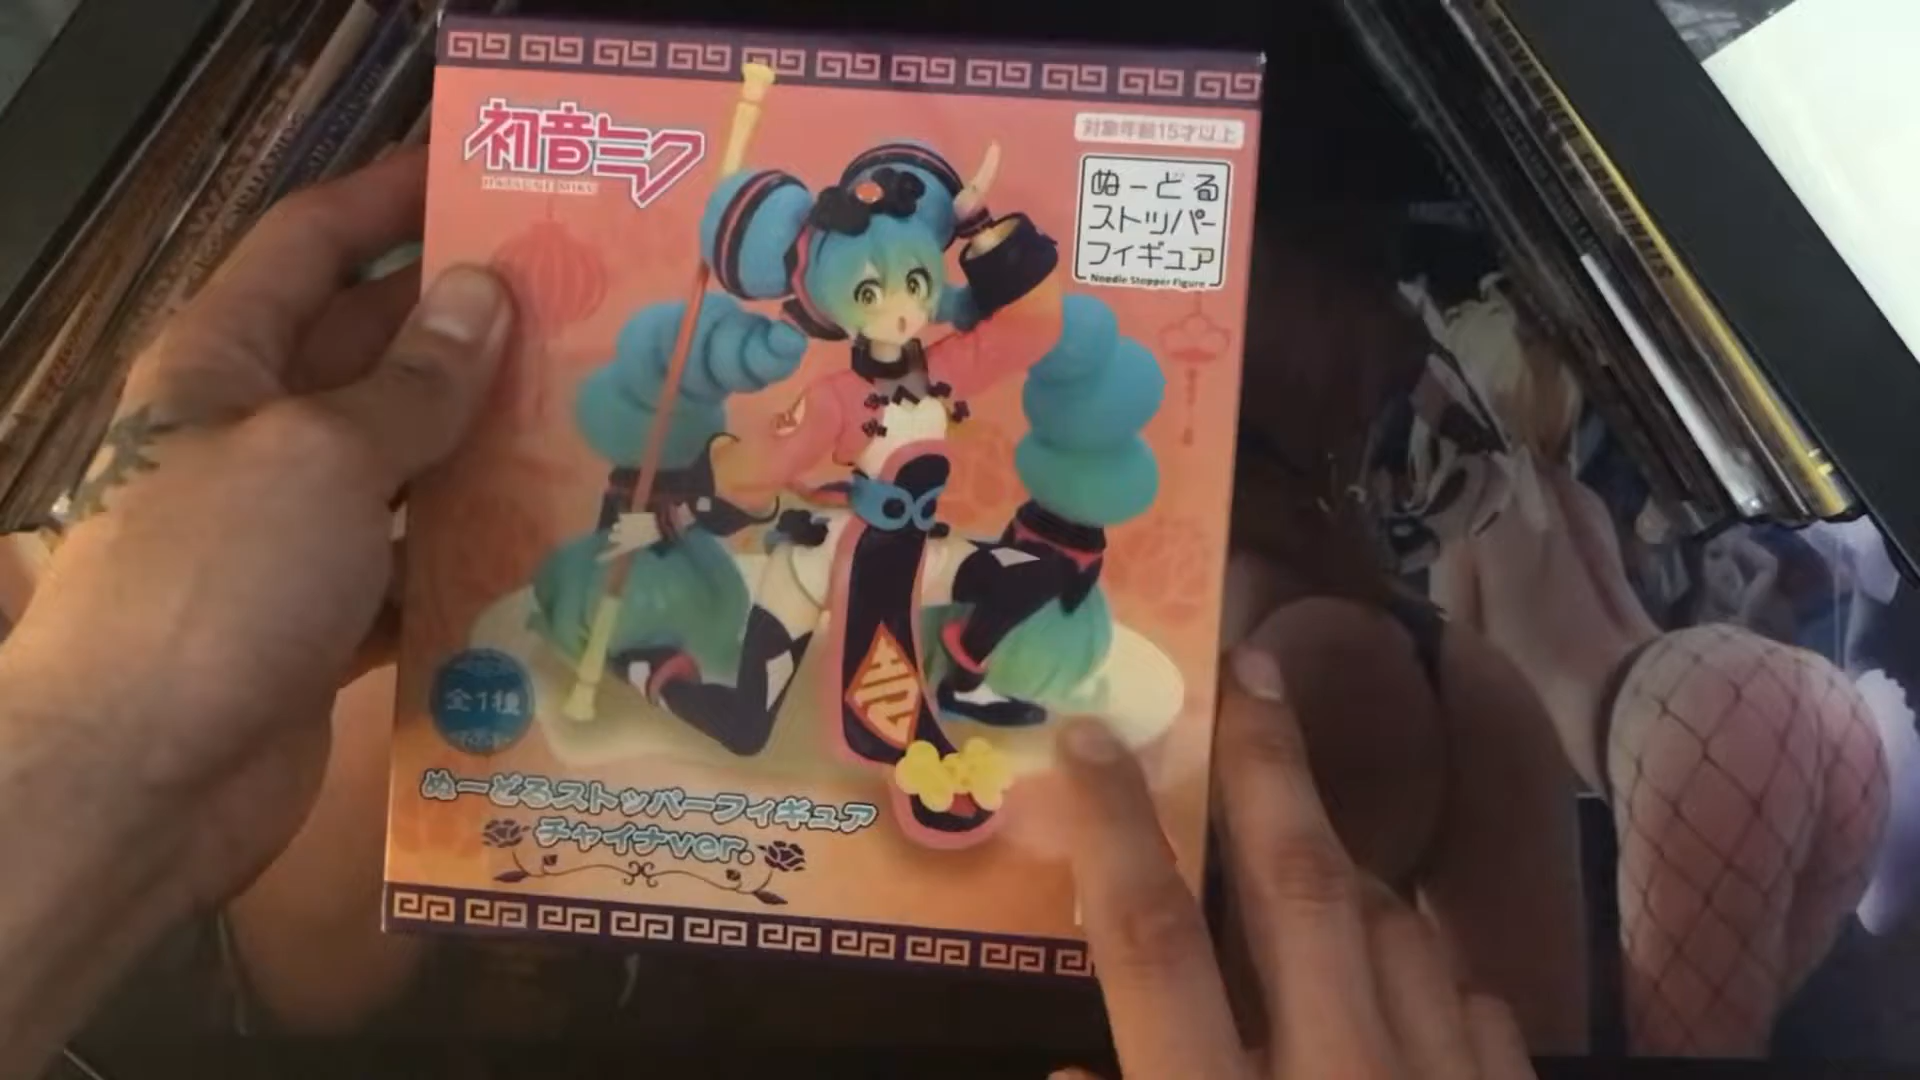 初音ミク
HATSUNE MIKU
対象年齢15才以上
ぬーどる
ストッパー
フィギュア
Noodle Stopper Figure
全1種
ぬーどるストッパーフィギュア
チャイナver.